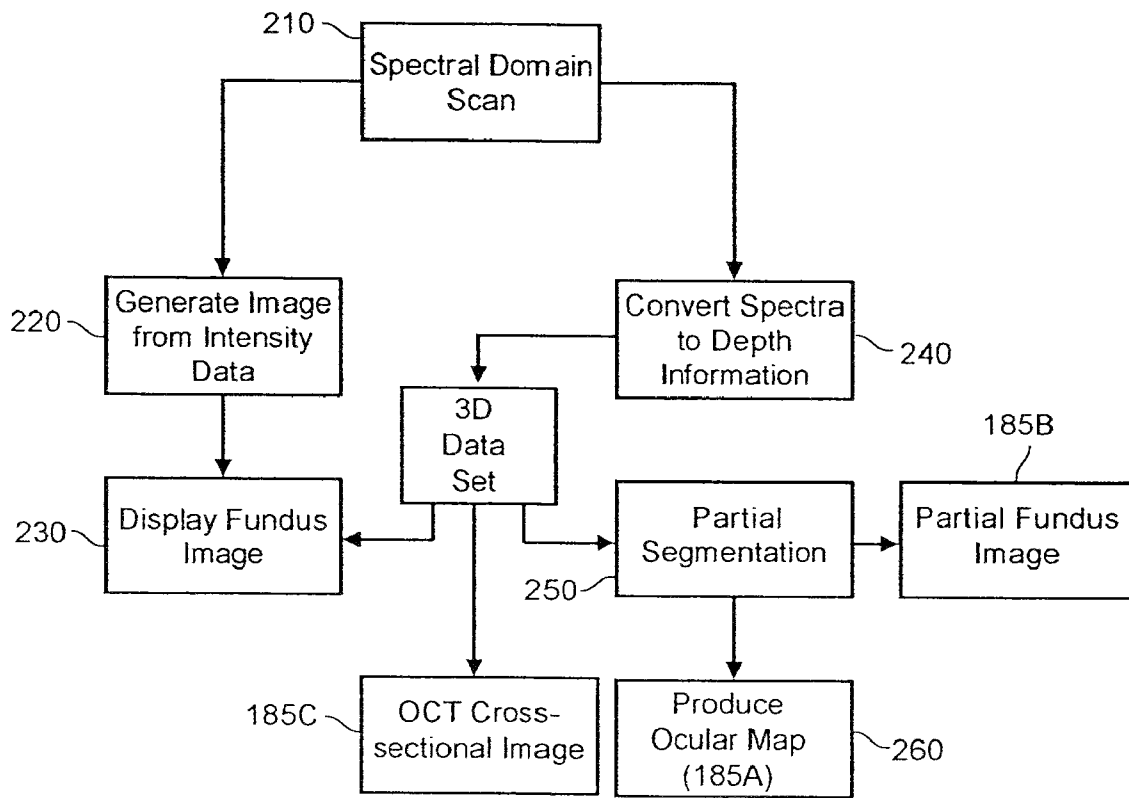 210
Spectral Domain
Scan
220
Generate Image
from Intensity
Data
Convert Spectra
to Depth
Information
240
3D
Data
Set
185B
230
Display Fundus
Image
Partial
Segmentation
250
Partial Fundus
Image
185C
OCT Cross-
sectional Image
Produce
Ocular Map
(185A)
260